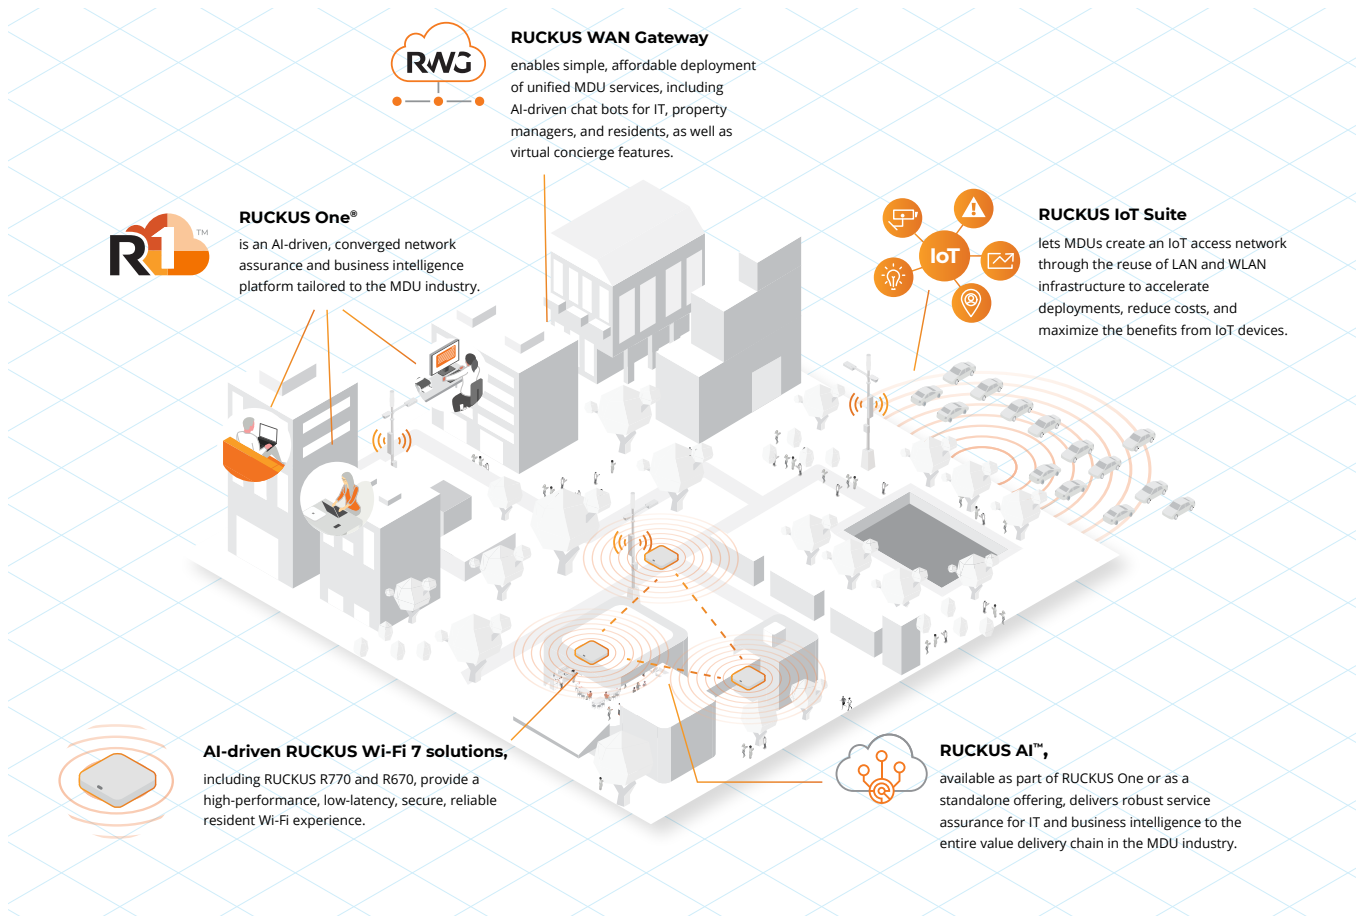 RWG
RUCKUS WAN Gateway
enables simple, affordable deployment
of unified MDU services, including
AI-driven chat bots for IT, property
managers, and residents, as well as
virtual concierge features.
R1™
RUCKUS One®
is an AI-driven, converged network
assurance and business intelligence
platform tailored to the MDU industry.
IoT
RUCKUS IoT Suite
lets MDUs create an IoT access network
through the reuse of LAN and WLAN
infrastructure to accelerate
deployments, reduce costs, and
maximize the benefits from IoT devices.
AI-driven RUCKUS Wi-Fi 7 solutions,
including RUCKUS R770 and R670, provide a
high-performance, low-latency, secure, reliable
resident Wi-Fi experience.
RUCKUS AI™,
available as part of RUCKUS One or as a
standalone offering, delivers robust service
assurance for IT and business intelligence to the
entire value delivery chain in the MDU industry.